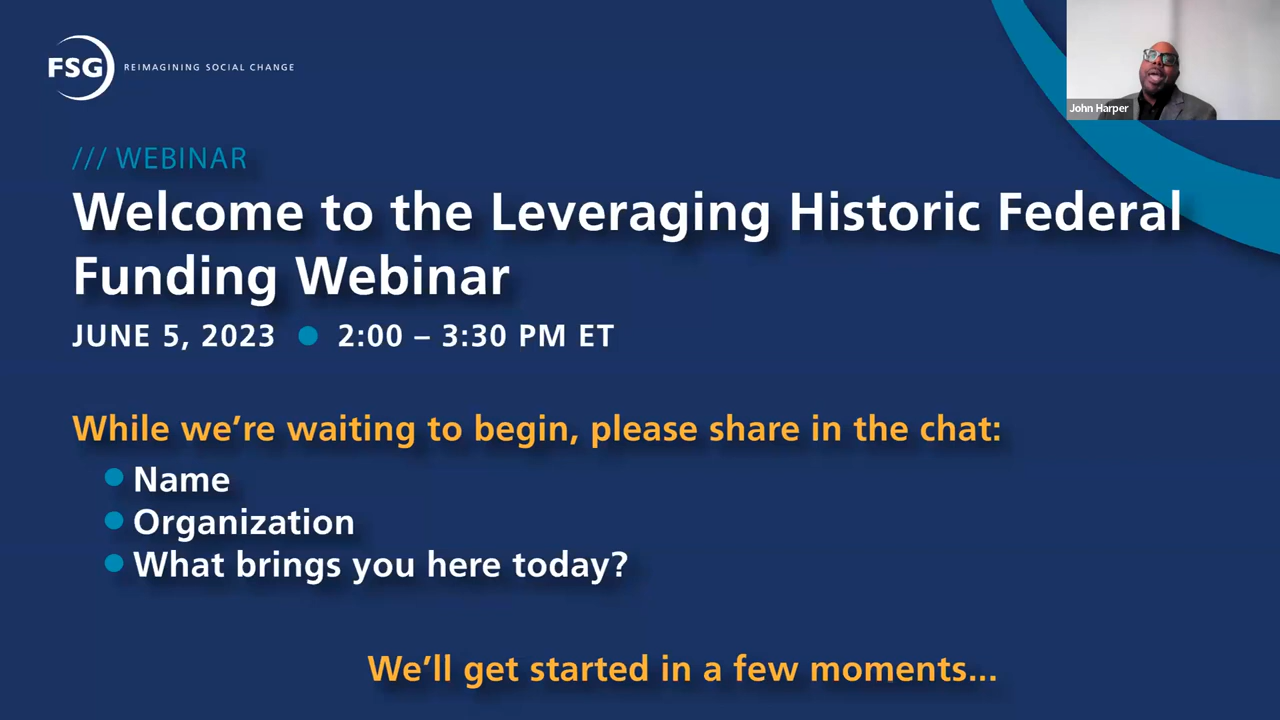 FSG REIMAGINING SOCIAL CHANGE
John Harper
/// WEBINAR
Welcome to the Leveraging Historic Federal
Funding Webinar
JUNE 5, 2023 ● 2:00 – 3:30 PM ET
While we’re waiting to begin, please share in the chat:
● Name
● Organization
● What brings you here today?
We’ll get started in a few moments...